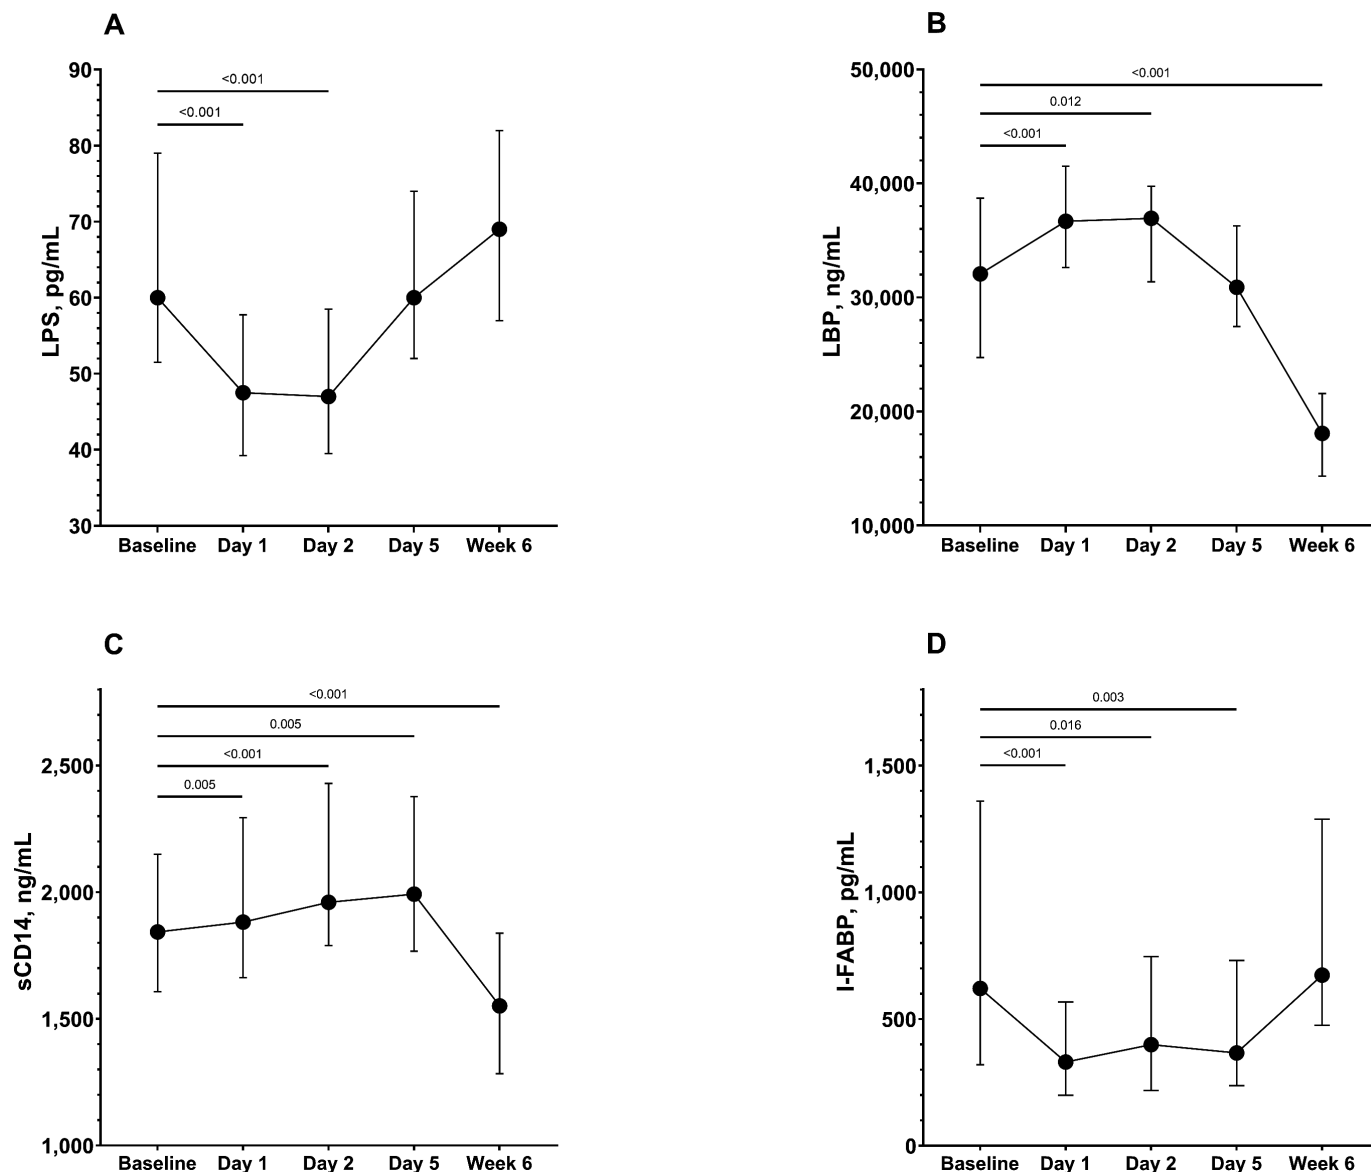 A
LPS, pg/mL
90
80
70
60
50
40
30
<0.001
<0.001
Baseline Day 1 Day 2 Day 5 Week 6
B
LBP, ng/mL
50,000
40,000
30,000
20,000
10,000
<0.001
0.012
<0.001
Baseline Day 1 Day 2 Day 5 Week 6
C
sCD14, ng/mL
2,500
2,000
1,500
1,000
<0.001
0.005
<0.001
0.005
Baseline Day 1 Day 2 Day 5 Week 6
D
I-FABP, pg/mL
1,500
1,000
500
0
0.003
0.016
<0.001
Baseline Day 1 Day 2 Day 5 Week 6